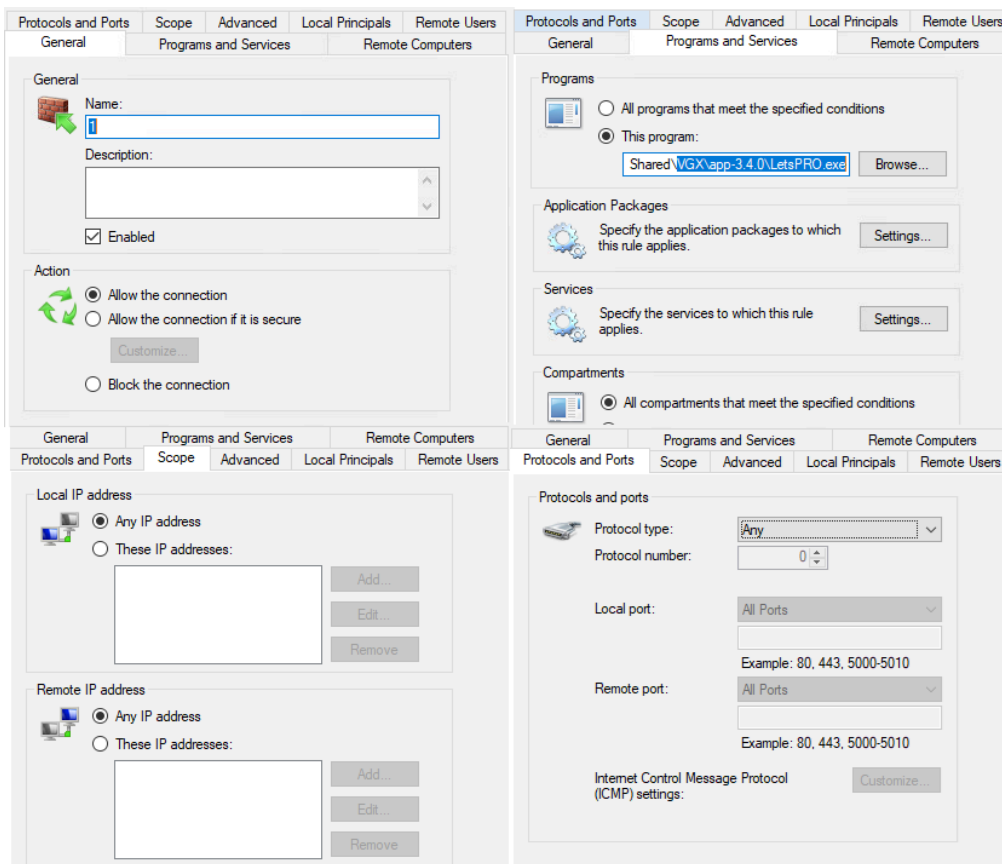 Protocols and Ports Scope Advanced Local Principals Remote Users
General Programs and Services Remote Computers
General
Name:
1
Description:
Enabled
Action
Allow the connection
Allow the connection if it is secure
Customize...
Block the connection
Protocols and Ports Scope Advanced Local Principals Remote Users
General Programs and Services Remote Computers
Programs
All programs that meet the specified conditions
This program:
Shared\VGX\app-3.4.0\LetsPRO.exe Browse...
Application Packages
Specify the application packages to which
this rule applies.
Settings...
Services
Specify the services to which this rule
applies.
Settings...
Compartments
All compartments that meet the specified conditions
General Programs and Services Remote Computers
Protocols and Ports Scope Advanced Local Principals Remote Users
Local IP address
Any IP address
These IP addresses:
Add...
Edit...
Remove
Remote IP address
Any IP address
These IP addresses:
Add...
Edit...
Remove
General Programs and Services Remote Computers
Protocols and Ports Scope Advanced Local Principals Remote Users
Protocols and ports
Protocol type: Any
Protocol number: 0
Local port: All Ports
Example: 80, 443, 5000-5010
Remote port: All Ports
Example: 80, 443, 5000-5010
Internet Control Message Protocol
(ICMP) settings:
Customize...